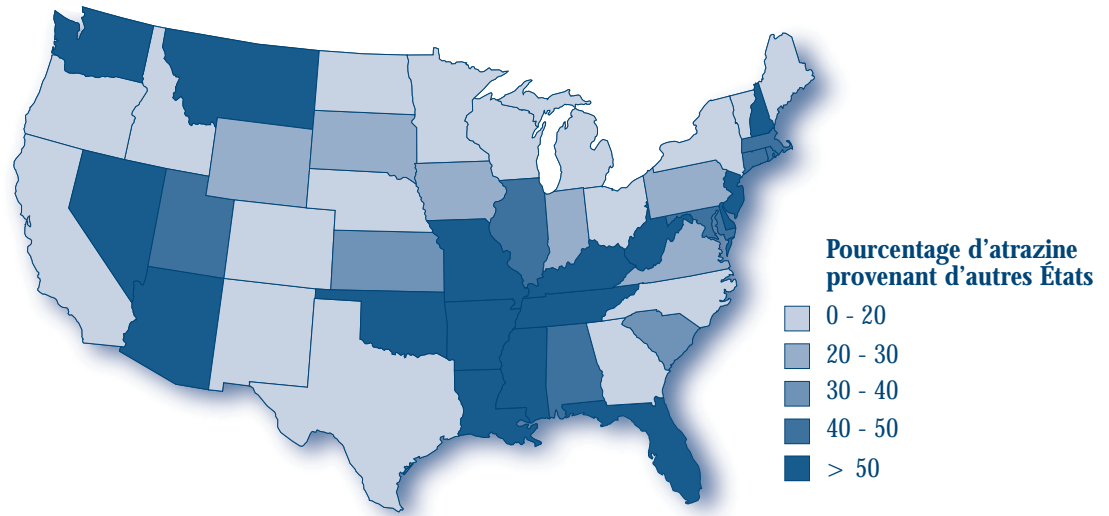 Pourcentage d'atrazine
provenant d'autres États
0 - 20
20 - 30
30 - 40
40 - 50
> 50